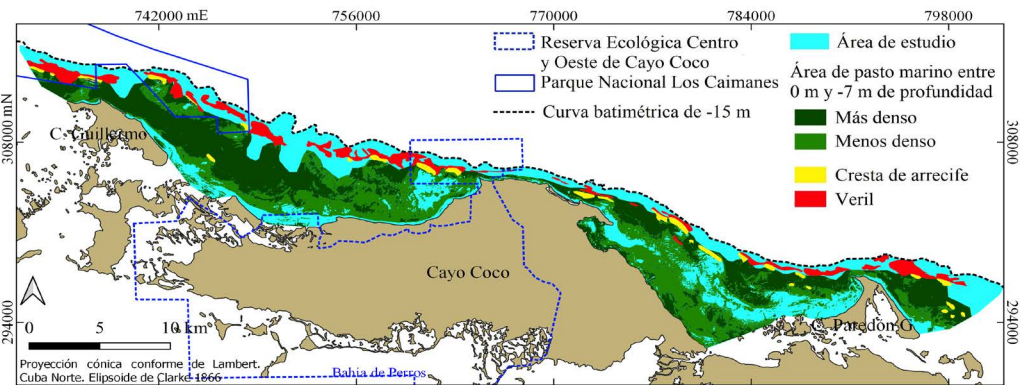 742000 mE
756000
770000
784000
798000
308000 mN
294000
308000
294000
Reserva Ecológica Centro
y Oeste de Cayo Coco
Parque Nacional Los Caimanes
Curva batimétrica de -15 m
Área de estudio
Área de pasto marino entre
0 m y -7 m de profundidad
Más denso
Menos denso
Cresta de arrecife
Veril
C. Guillermo
Cayo Coco
C. Paredón G.
Bahía de Perros
0 5 10 km
Proyección cónica conforme de Lambert.
Cuba Norte. Elipsoide de Clarke 1866